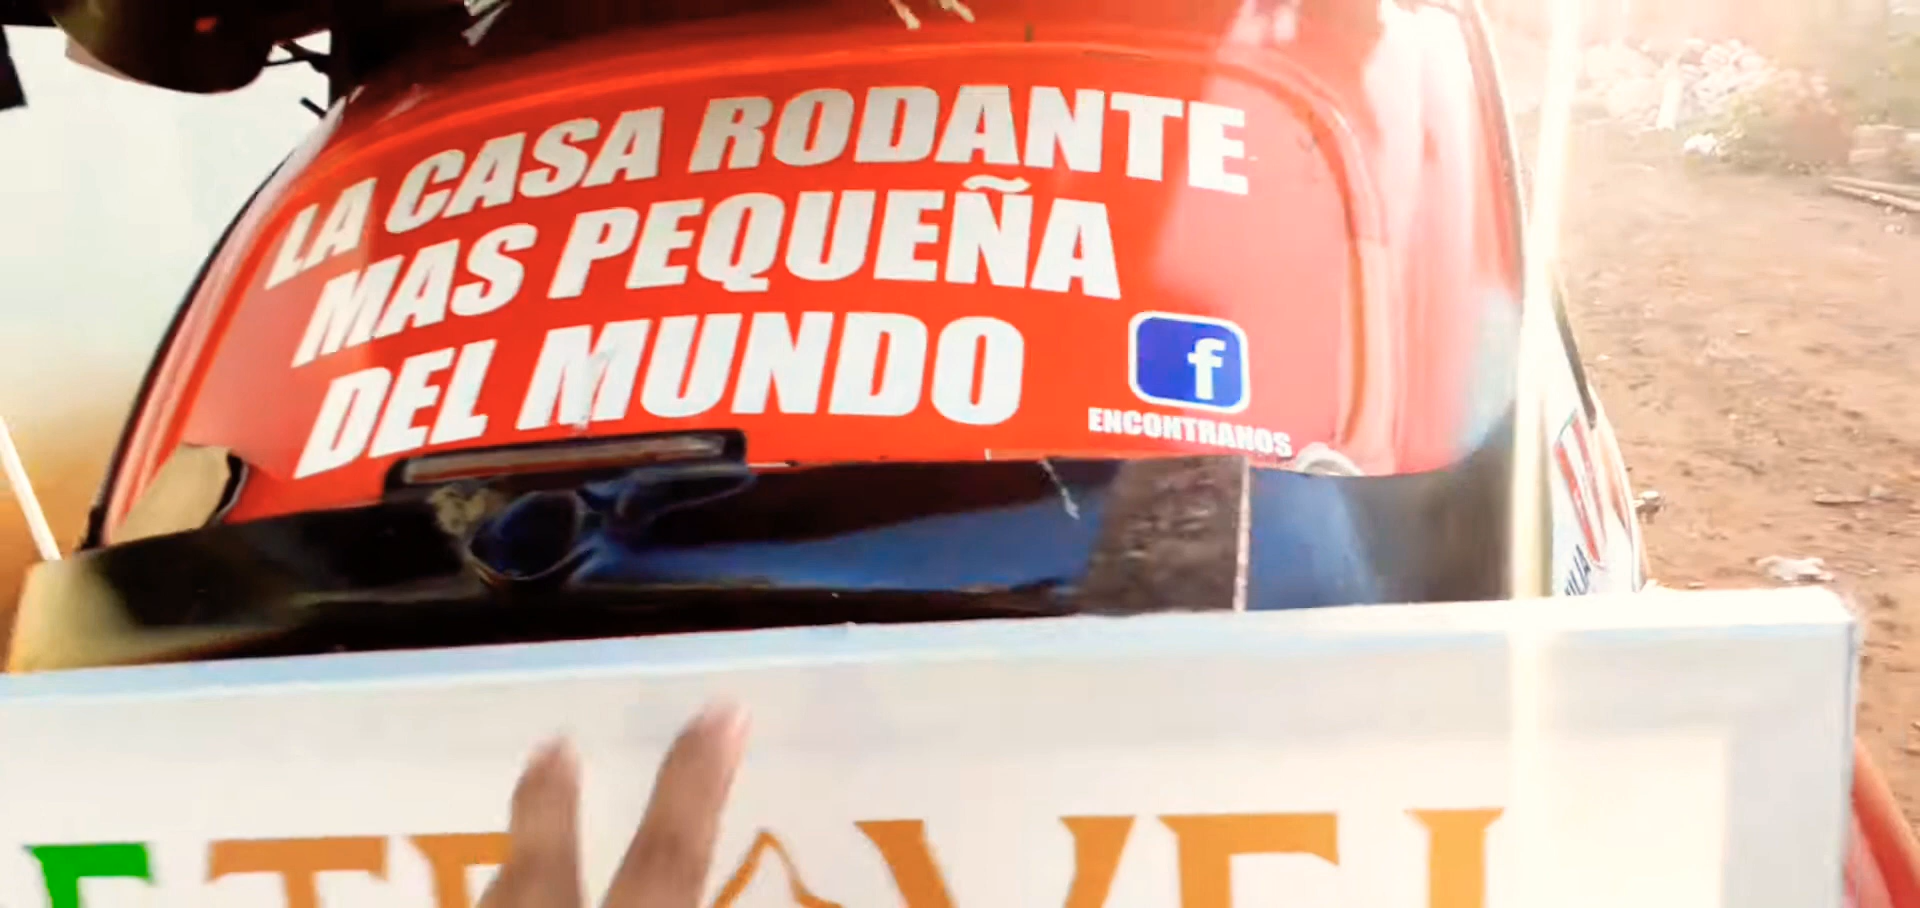 LA CASA RODANTE
MAS PEQUEÑA
DEL MUNDO
f
ENCONTRANOS